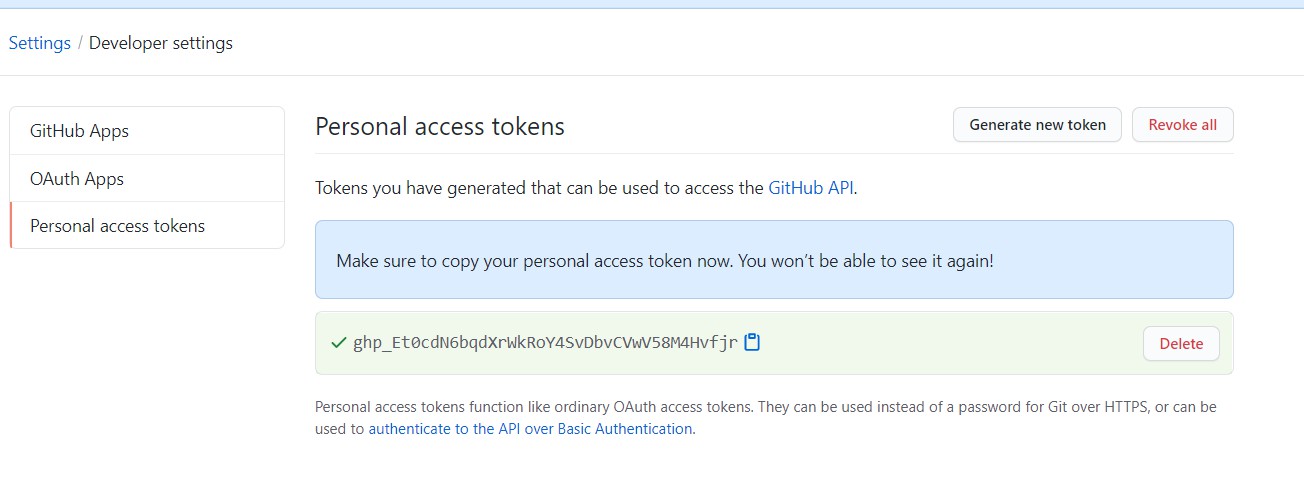 Settings / Developer settings
GitHub Apps
OAuth Apps
Personal access tokens
Personal access tokens
Generate new token
Revoke all
Tokens you have generated that can be used to access the GitHub API.
Make sure to copy your personal access token now. You won’t be able to see it again!
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
Delete
Personal access tokens function like ordinary OAuth access tokens. They can be used instead of a password for Git over HTTPS, or can be
used to authenticate to the API over Basic Authentication.